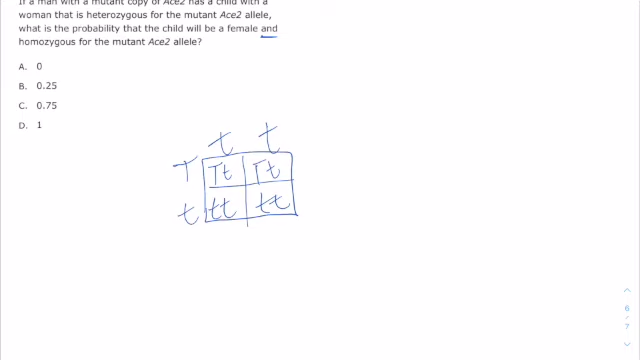 If a man with a mutant copy of Ace2 has a child with a
woman that is heterozygous for the mutant Ace2 allele,
what is the probability that the child will be a female and
homozygous for the mutant Ace2 allele?
A. 0
B. 0.25
C. 0.75
D. 1
t t
T Tt Tt
t tt tt
6
/
7